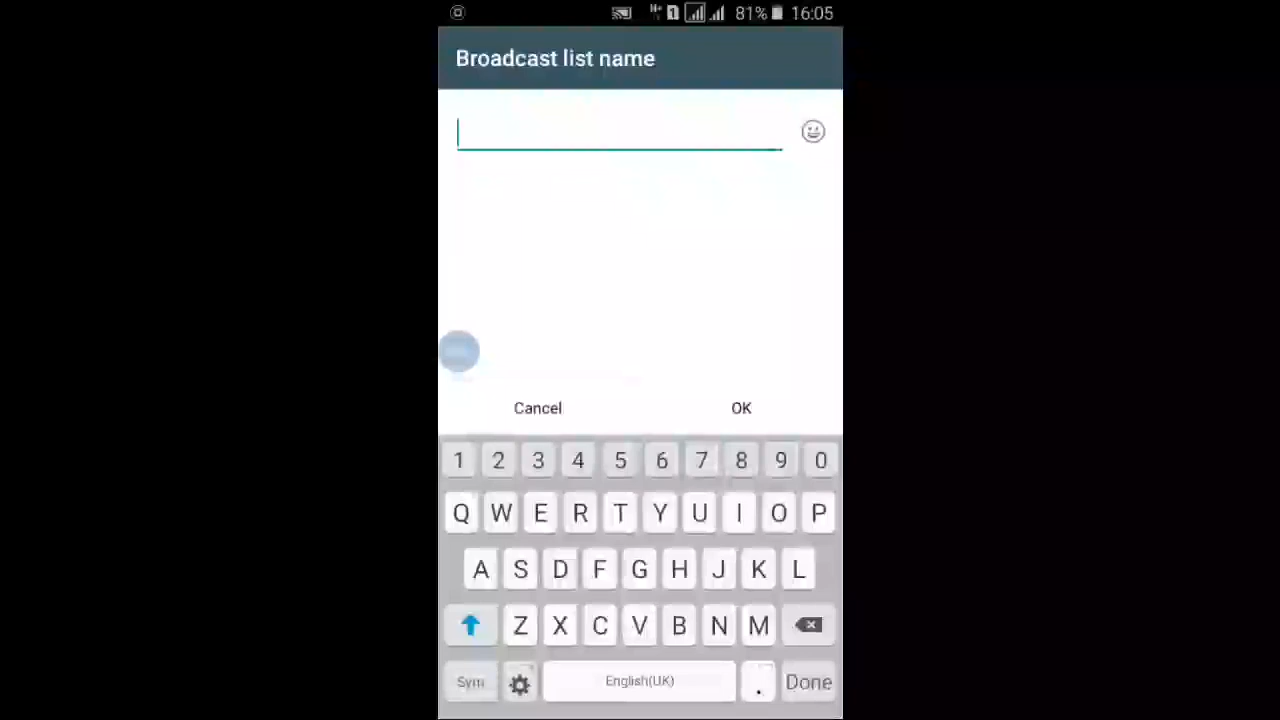 1 81% 16:05
Broadcast list name
Cancel OK
1 2 3 4 5 6 7 8 9 0
Q W E R T Y U I O P
A S D F G H J K L
Z X C V B N M
Sym English(UK) . Done